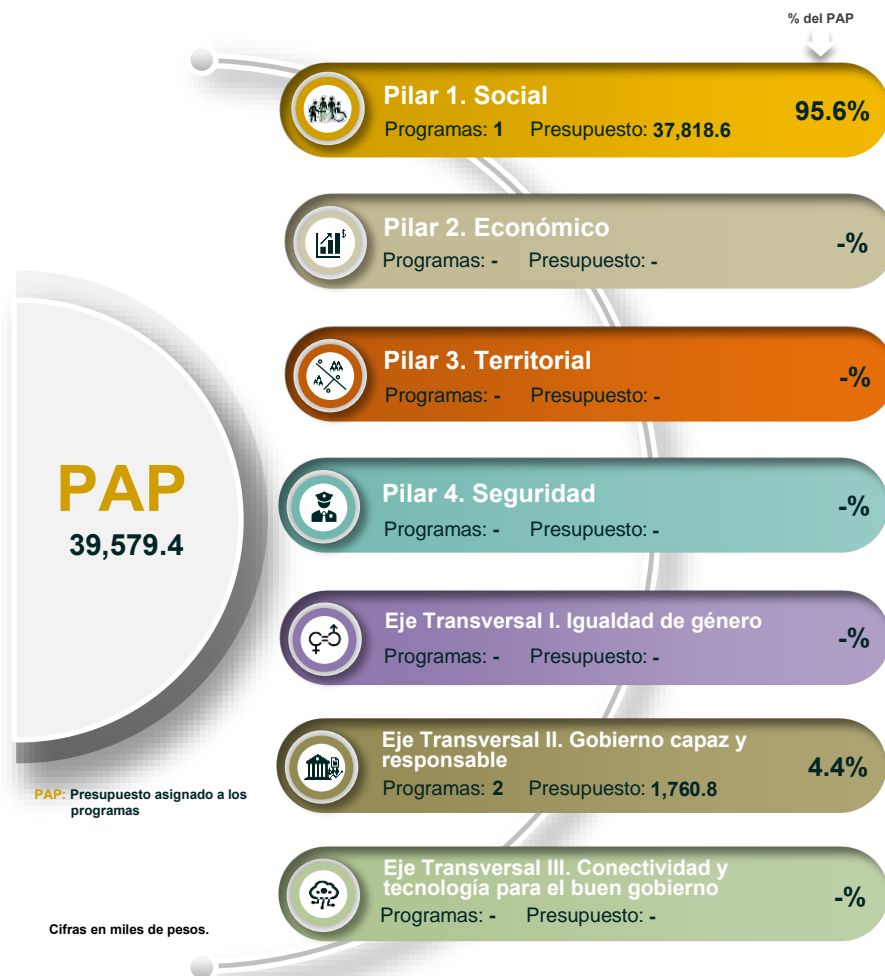 % del PAP
Pilar 1. Social
Programas: 1 Presupuesto: 37,818.6
95.6%
Pilar 2. Económico
Programas: - Presupuesto: -
-%
Pilar 3. Territorial
Programas: - Presupuesto: -
-%
PAP
39,579.4
Pilar 4. Seguridad
Programas: - Presupuesto: -
-%
Eje Transversal I. Igualdad de género
Programas: - Presupuesto: -
-%
Eje Transversal II. Gobierno capaz y
responsable
Programas: 2 Presupuesto: 1,760.8
4.4%
PAP: Presupuesto asignado a los
programas
Eje Transversal III. Conectividad y
tecnología para el buen gobierno
Programas: - Presupuesto: -
-%
Cifras en miles de pesos.